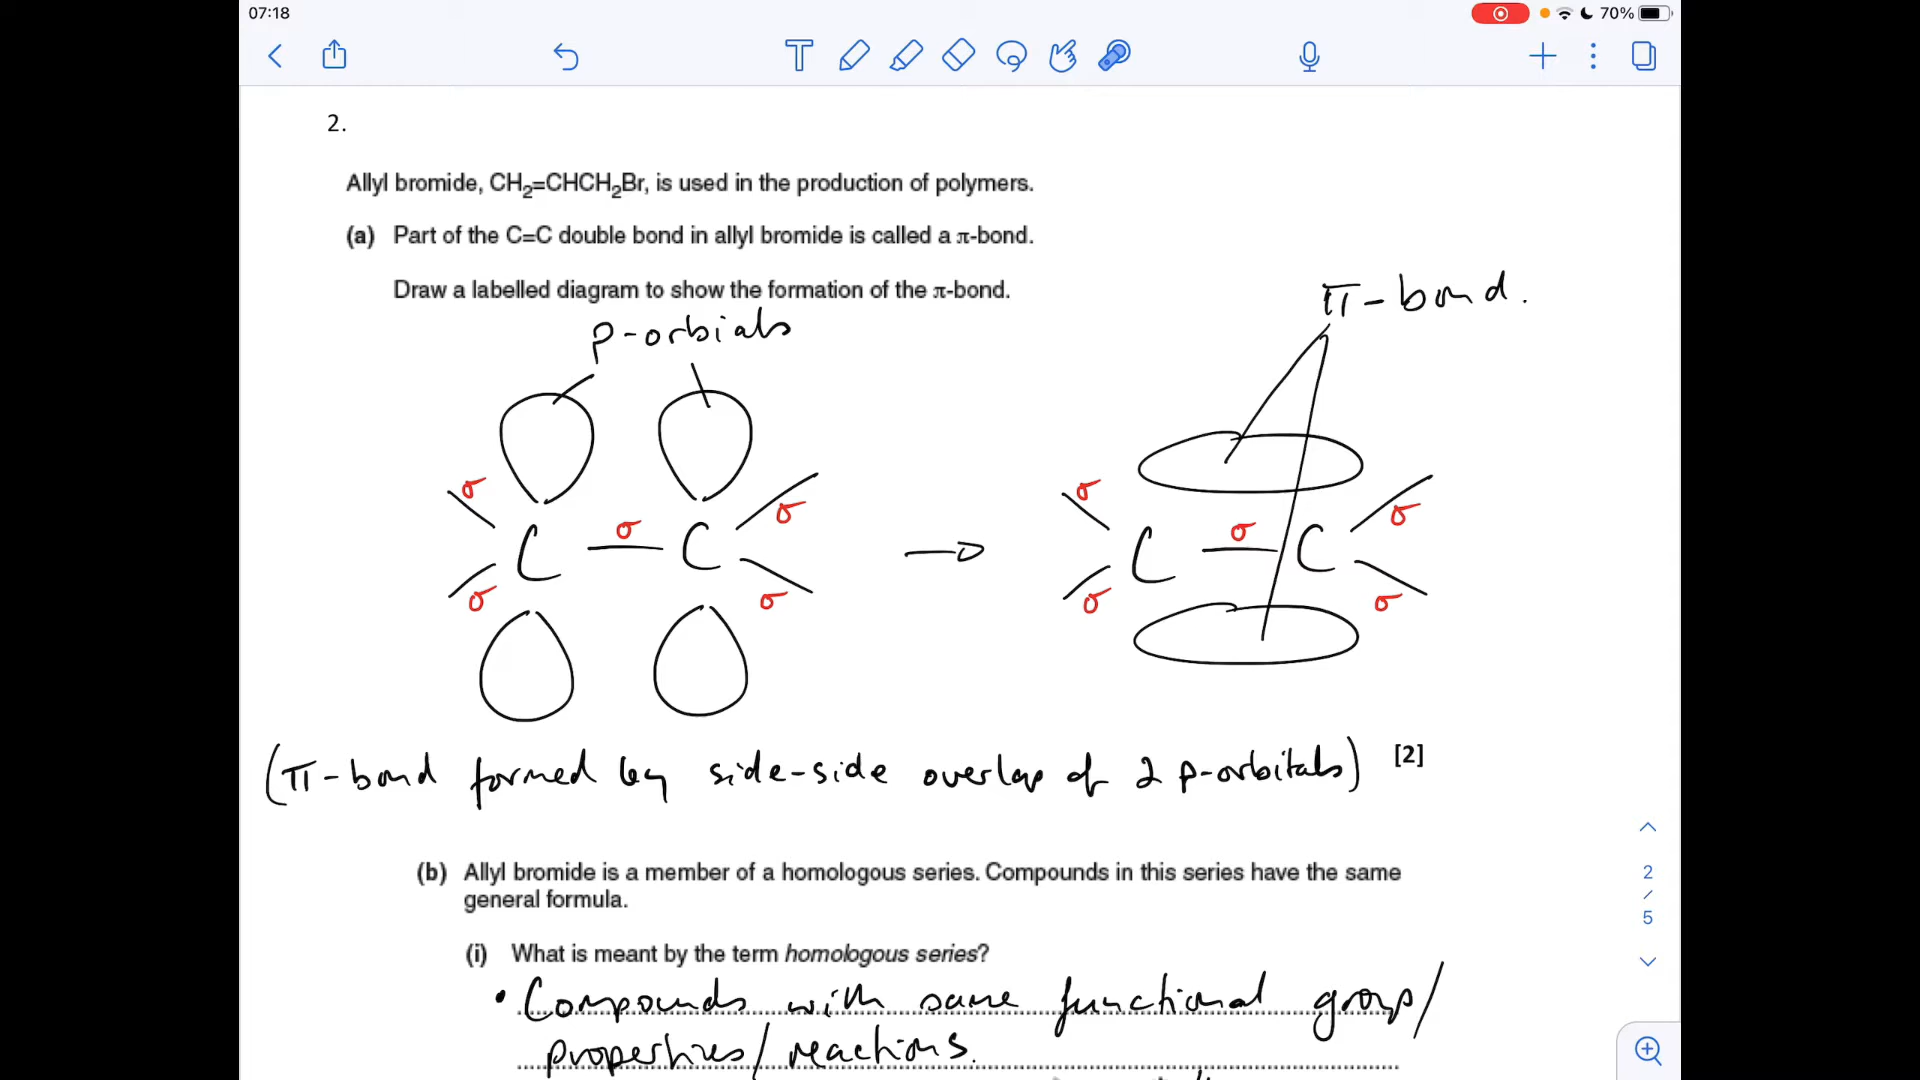 07:18
70%
2.
Allyl bromide, CH₂=CHCH₂Br, is used in the production of polymers.
(a) Part of the C=C double bond in allyl bromide is called a π-bond.
Draw a labelled diagram to show the formation of the π-bond.
p-orbials
π-bond.
σ σ σ σ
C σ C → C σ C
σ σ σ σ
(π-bond formed by side-side overlap of 2 p-orbitals) [2]
(b) Allyl bromide is a member of a homologous series. Compounds in this series have the same
general formula.
(i) What is meant by the term homologous series?
• Compounds with same functional group/
properties/reactions.
2
/
5